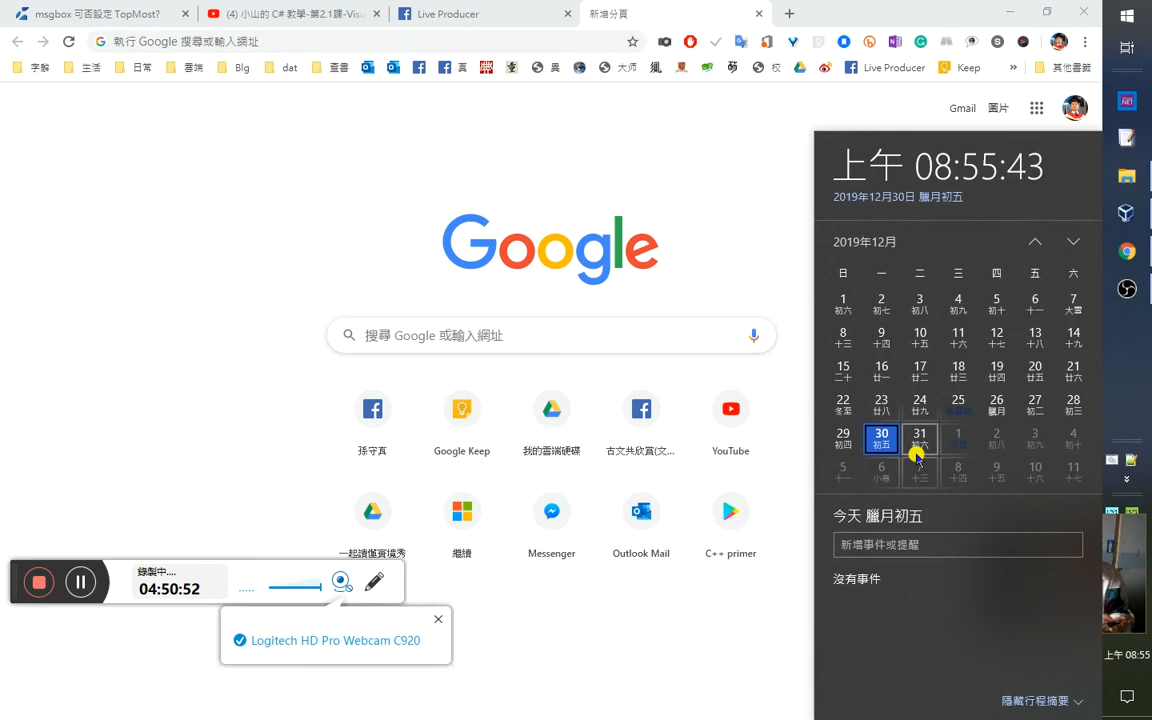 msgbox 可否設定 TopMost?
(4) 小山的 C# 教學-第2.1課-Visu
Live Producer
新增分頁
執行 Google 搜尋或輸入網址
字辭 生活 日常 雲端 Blg dat 查書 真 異 大师 萌 校 Live Producer Keep » 其他書籤
Gmail 圖片
Google
搜尋 Google 或輸入網址
孫守真 Google Keep 我的雲端硬碟 古文共欣賞(文... YouTube
一起讀懂實境秀 繼續 Messenger Outlook Mail C++ primer
錄製中....
04:50:52
Logitech HD Pro Webcam C920
上午 08:55:43
2019年12月30日 臘月初五
2019年12月
日 一 二 三 四 五 六
1 2 3 4 5 6 7
初六 初七 初八 初九 初十 十一 大雪
8 9 10 11 12 13 14
十三 十四 十五 十六 十七 十八 十九
15 16 17 18 19 20 21
二十 廿一 廿二 廿三 廿四 廿五 廿六
22 23 24 25 26 27 28
冬至 廿八 廿九 臘月 初二 初三
29 30 31 1 2 3 4
初四 初五 初六 初八 初九 初十
5 6 7 8 9 10 11
十一 小寒 十三 十四 十五 十六 十七
今天 臘月初五
新增事件或提醒
沒有事件
隱藏行程摘要
上午 08:55